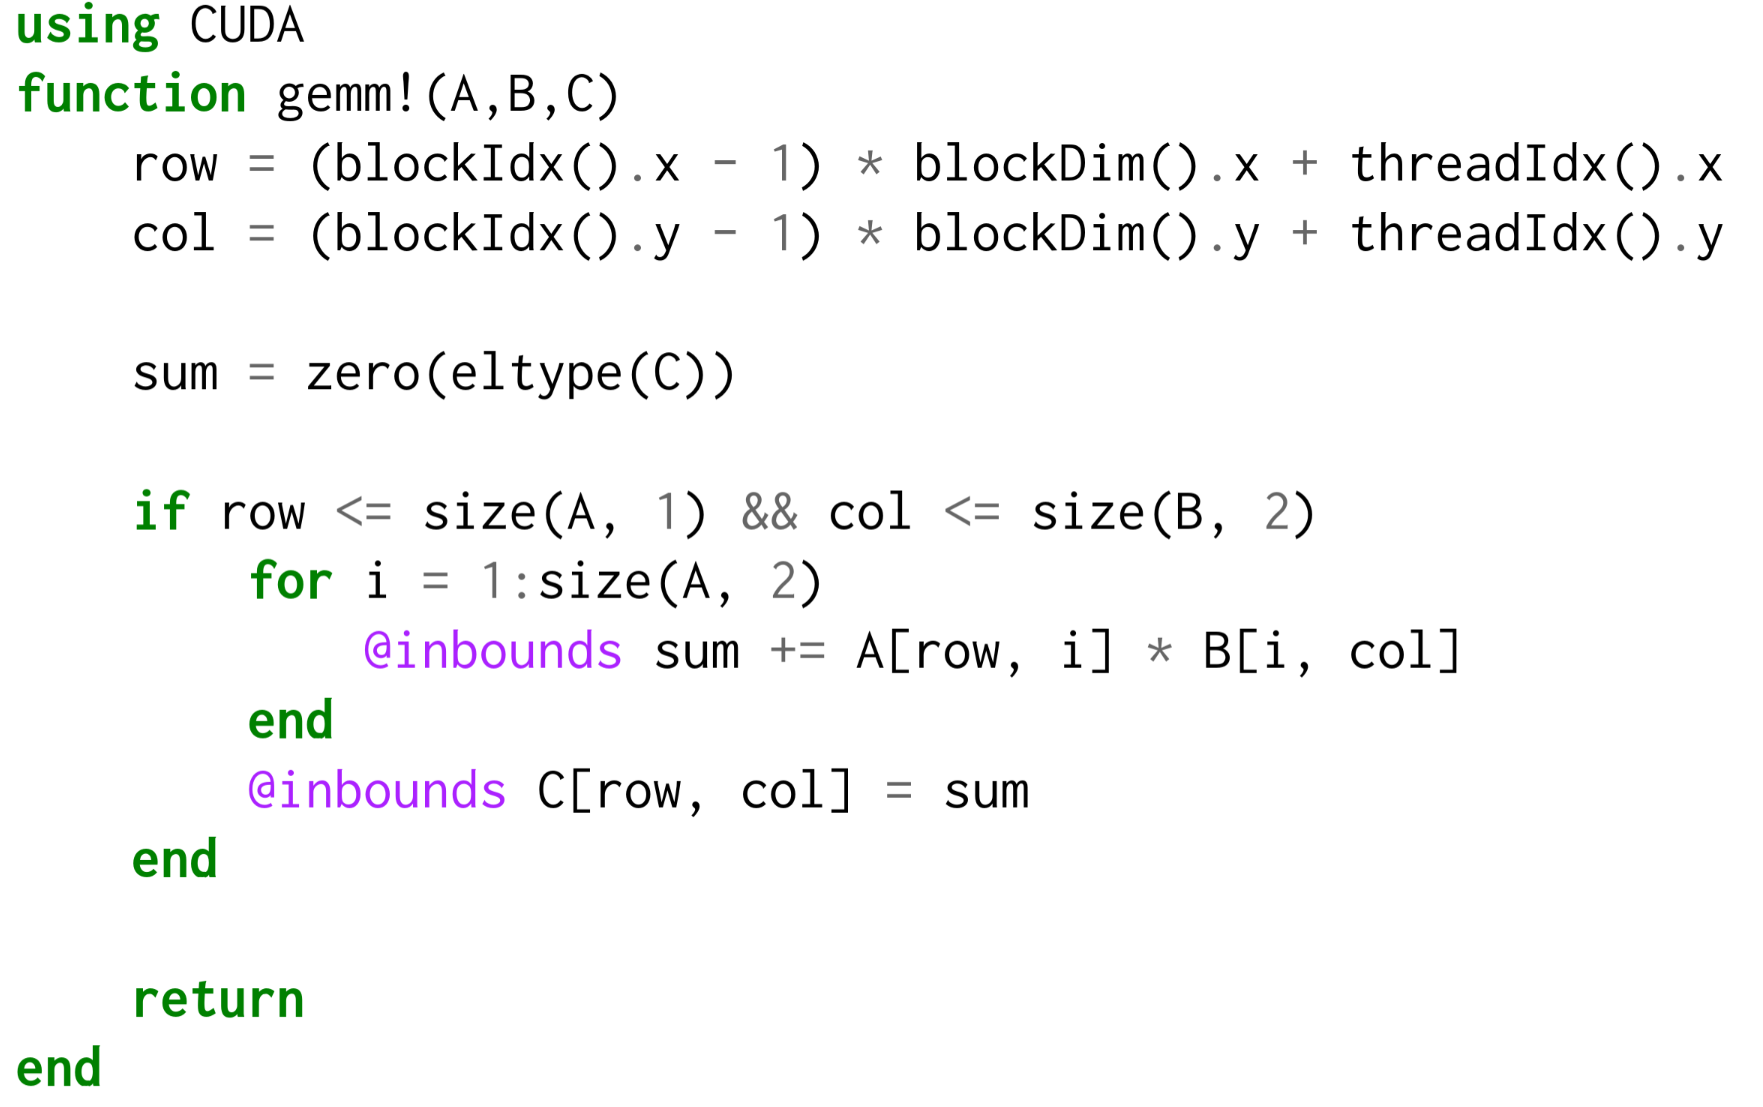 using CUDA
function gemm!(A,B,C)
    row = (blockIdx().x - 1) * blockDim().x + threadIdx().x
    col = (blockIdx().y - 1) * blockDim().y + threadIdx().y

    sum = zero(eltype(C))

    if row <= size(A, 1) && col <= size(B, 2)
        for i = 1:size(A, 2)
            @inbounds sum += A[row, i] * B[i, col]
        end
        @inbounds C[row, col] = sum
    end

    return
end